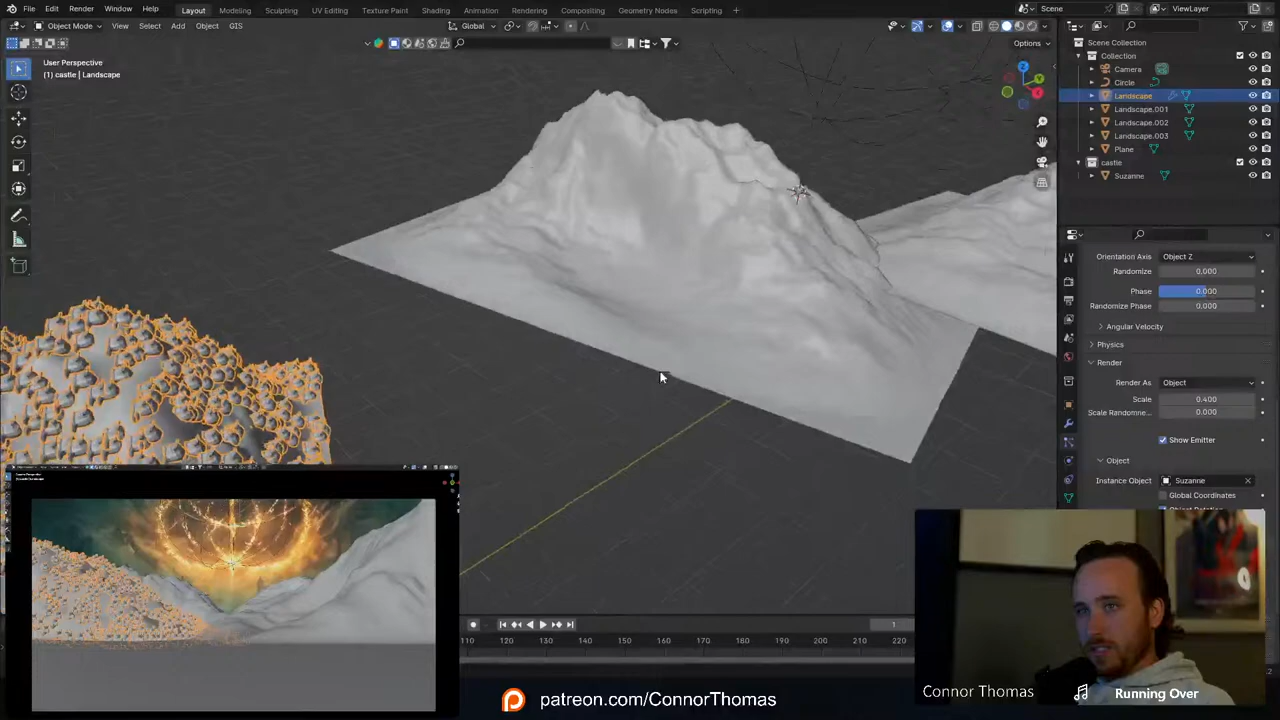 File Edit Render Window Help Layout Modeling Sculpting UV Editing Texture Paint Shading Animation Rendering Compositing Geometry Nodes Scripting + Scene ViewLayer
Object Mode View Select Add Object GIS Global
Options
User Perspective
(1) castle | Landscape
Scene Collection
Collection
Camera
Circle
Landscape
Landscape.001
Landscape.002
Landscape.003
Plane
castle
Suzanne
Orientation Axis Object Z
Randomize 0.000
Phase 0.000
Randomize Phase 0.000
Angular Velocity
Physics
Render
Render As Object
Scale 0.400
Scale Randomne... 0.000
Show Emitter
Object
Instance Object Suzanne
Global Coordinates
1
110 120 130 140 150 160 170 180 190 200 210 220
Connor Thomas
Running Over
patreon.com/ConnorThomas